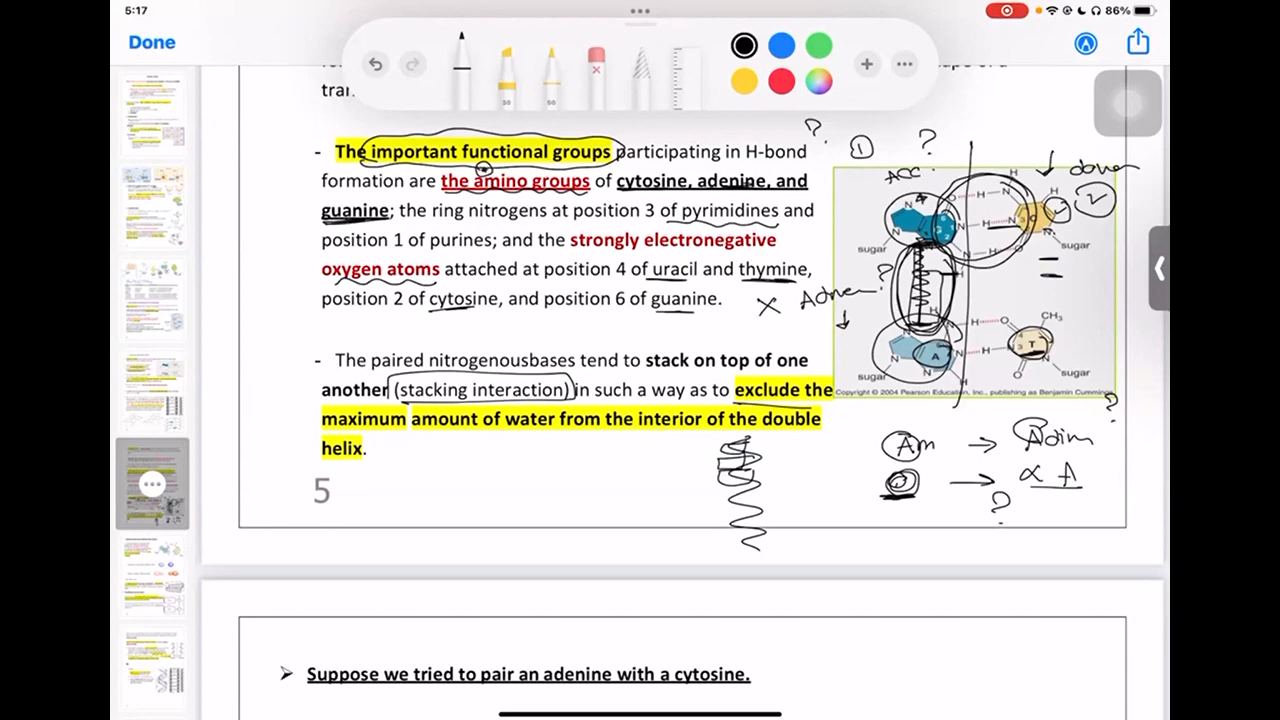 5:17
86%
Done
30
50
tran
- The important functional groups participating in H-bond
formation are the amino groups of cytosine, adenine, and
guanine; the ring nitrogens at position 3 of pyrimidines and
position 1 of purines; and the strongly electronegative
oxygen atoms attached at position 4 of uracil and thymine,
position 2 of cytosine, and position 6 of guanine.
? ① ?
Acc.
donor
2
N
H
N
H
N
N
H
N
H
O
sugar
sugar
?
H
N
H
O
CH₃
N
A
N
H
N
T
O
sugar
sugar
H
Copyright © 2004 Pearson Education, Inc., publishing as Benjamin Cummings
- The paired nitrogenousbases tend to stack on top of one
another (stacking interaction) in such a way as to exclude the
maximum amount of water from the interior of the double
helix.
?
Am →
→ α A
?
5
➢ Suppose we tried to pair an adenine with a cytosine.